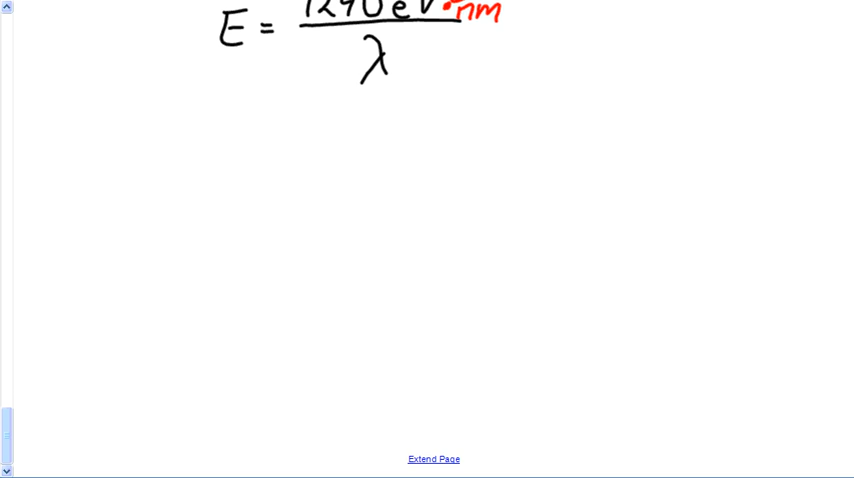 E = 1240 eV•nm
λ
Extend Page